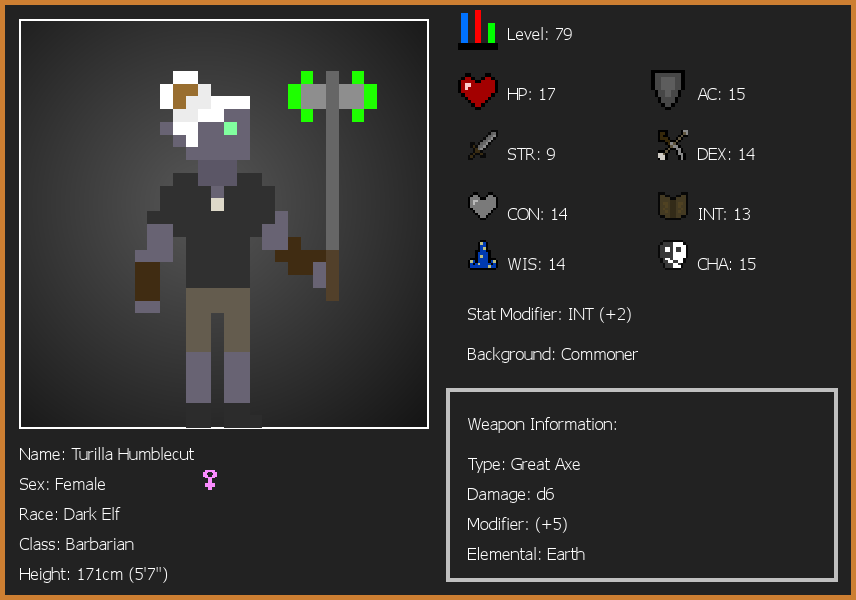 Level: 79
HP: 17
AC: 15
STR: 9
DEX: 14
CON: 14
INT: 13
WIS: 14
CHA: 15
Stat Modifier: INT (+2)
Background: Commoner
Weapon Information:
Type: Great Axe
Damage: d6
Modifier: (+5)
Elemental: Earth
Name: Turilla Humblecut
Sex: Female
Race: Dark Elf
Class: Barbarian
Height: 171cm (5'7")